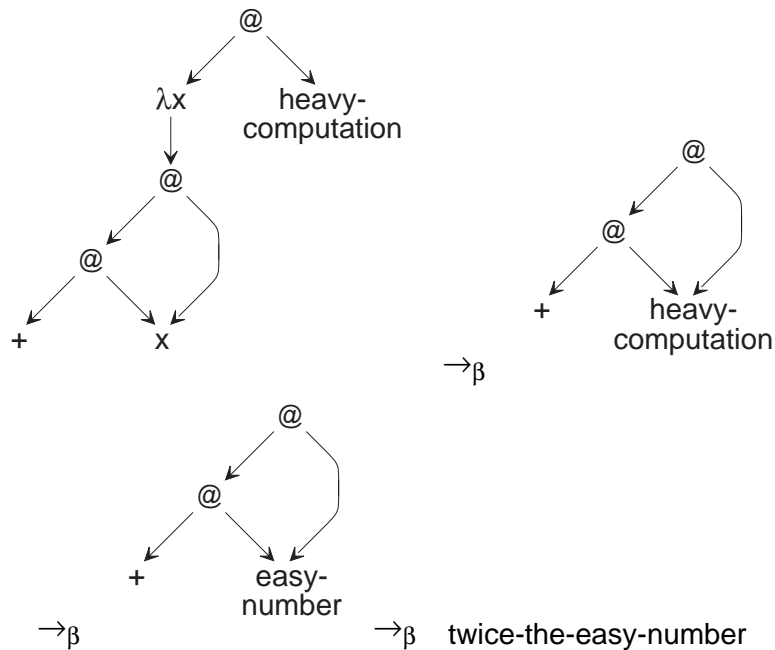 @
λx heavy-
computation
@
@
+ x
@
@
+ heavy-
computation
→β
@
@
+ easy-
number
→β →β twice-the-easy-number